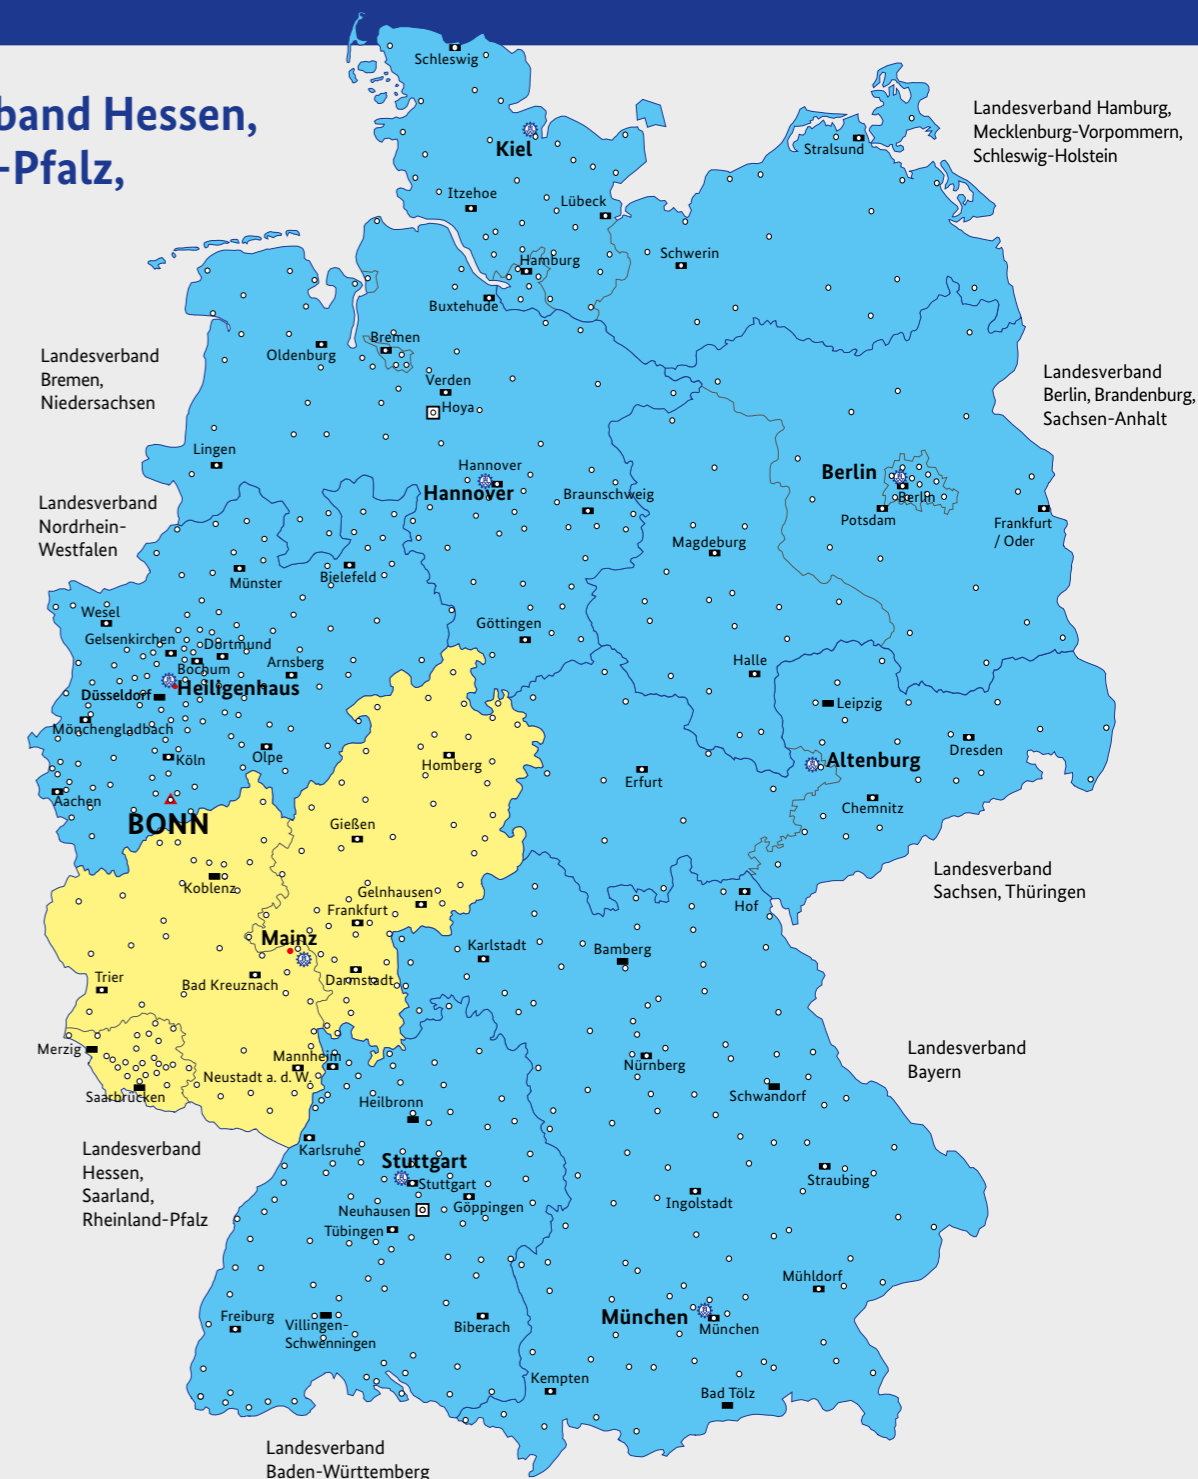 band Hessen,
-Pfalz,
Schleswig
Landesverband Hamburg,
Mecklenburg-Vorpommern,
Schleswig-Holstein
Kiel
Stralsund
Itzehoe
Lübeck
Hamburg
Schwerin
Buxtehude
Landesverband
Bremen,
Niedersachsen
Oldenburg
Bremen
Verden
Hoya
Landesverband
Berlin, Brandenburg,
Sachsen-Anhalt
Lingen
Hannover
Hannover
Braunschweig
Berlin
Berlin
Potsdam
Frankfurt
/ Oder
Landesverband
Nordrhein-
Westfalen
Magdeburg
Münster
Bielefeld
Wesel
Gelsenkirchen
Dortmund
Bochum
Arnsberg
Göttingen
Halle
Düsseldorf
Heiligenhaus
Leipzig
Mönchengladbach
Köln
Olpe
Homberg
Erfurt
Altenburg
Dresden
Aachen
Chemnitz
BONN
Gießen
Landesverband
Sachsen, Thüringen
Koblenz
Gelnhausen
Frankfurt
Hof
Mainz
Karlstadt
Bamberg
Trier
Bad Kreuznach
Darmstadt
Merzig
Mannheim
Neustadt a. d. W.
Saarbrücken
Nürnberg
Landesverband
Bayern
Schwandorf
Heilbronn
Landesverband
Hessen,
Saarland,
Rheinland-Pfalz
Karlsruhe
Stuttgart
Stuttgart
Straubing
Neuhausen
Göppingen
Ingolstadt
Tübingen
Mühldorf
Freiburg
Villingen-
Schwenningen
Biberach
München
München
Kempten
Bad Tölz
Landesverband
Baden-Württemberg